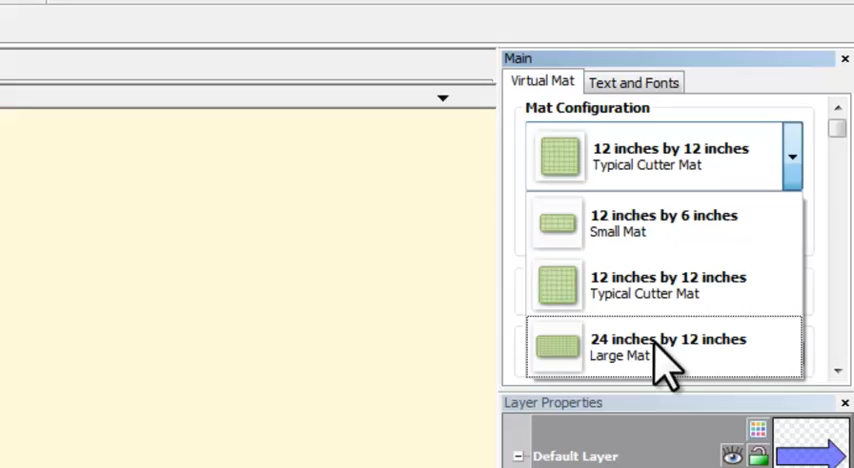 Main
Virtual Mat
Text and Fonts
Mat Configuration
12 inches by 12 inches
Typical Cutter Mat
12 inches by 6 inches
Small Mat
12 inches by 12 inches
Typical Cutter Mat
24 inches by 12 inches
Large Mat
Layer Properties
Default Layer